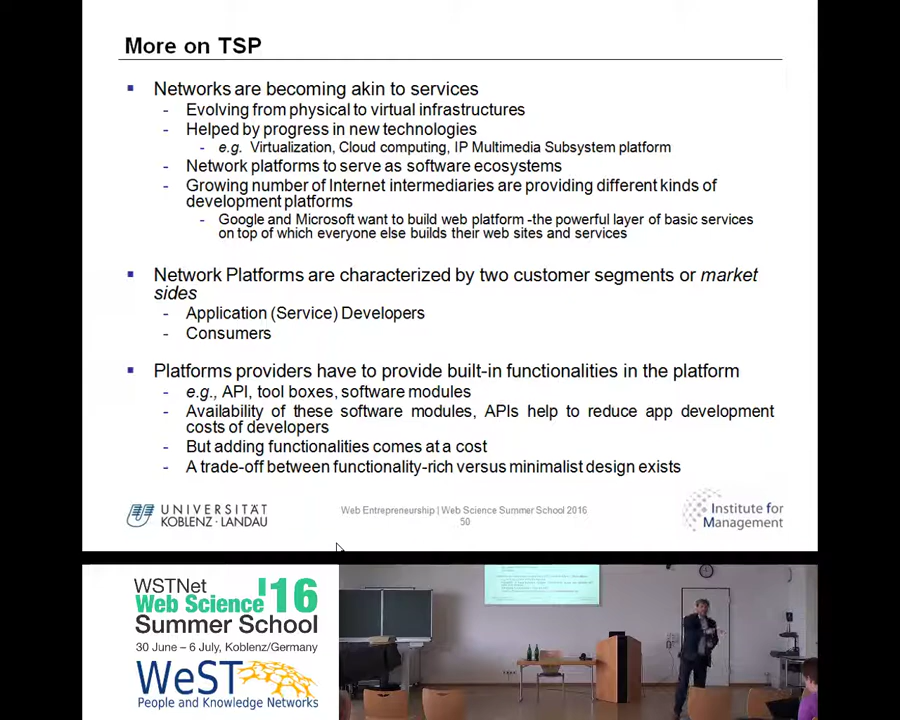 More on TSP
Networks are becoming akin to services
- Evolving from physical to virtual infrastructures
- Helped by progress in new technologies
- e.g. Virtualization, Cloud computing, IP Multimedia Subsystem platform
- Network platforms to serve as software ecosystems
- Growing number of Internet intermediaries are providing different kinds of
development platforms
- Google and Microsoft want to build web platform -the powerful layer of basic services
on top of which everyone else builds their web sites and services
Network Platforms are characterized by two customer segments or market
sides
- Application (Service) Developers
- Consumers
Platforms providers have to provide built-in functionalities in the platform
- e.g., API, tool boxes, software modules
- Availability of these software modules, APIs help to reduce app development
costs of developers
- But adding functionalities comes at a cost
- A trade-off between functionality-rich versus minimalist design exists
UNIVERSITÄT
KOBLENZ · LANDAU
Web Entrepreneurship | Web Science Summer School 2016
50
Institute for
Management
WSTNet
Web Science '16
Summer School
30 June – 6 July, Koblenz/Germany
WeST
People and Knowledge Networks